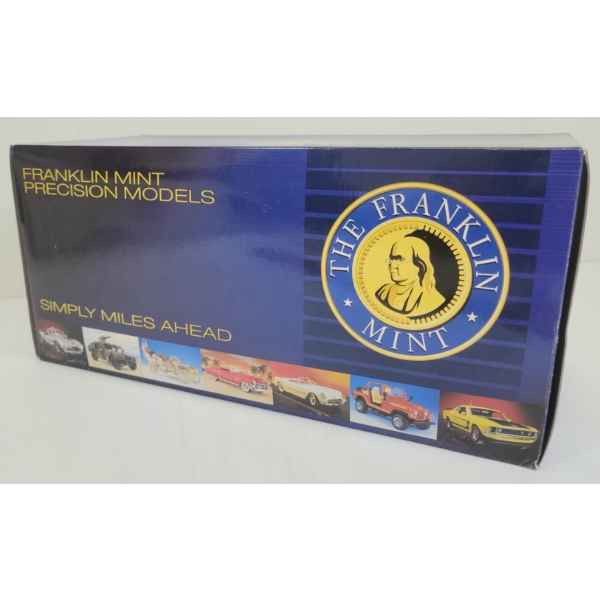 FRANKLIN MINT
PRECISION MODELS
THE FRANKLIN
MINT
SIMPLY MILES AHEAD